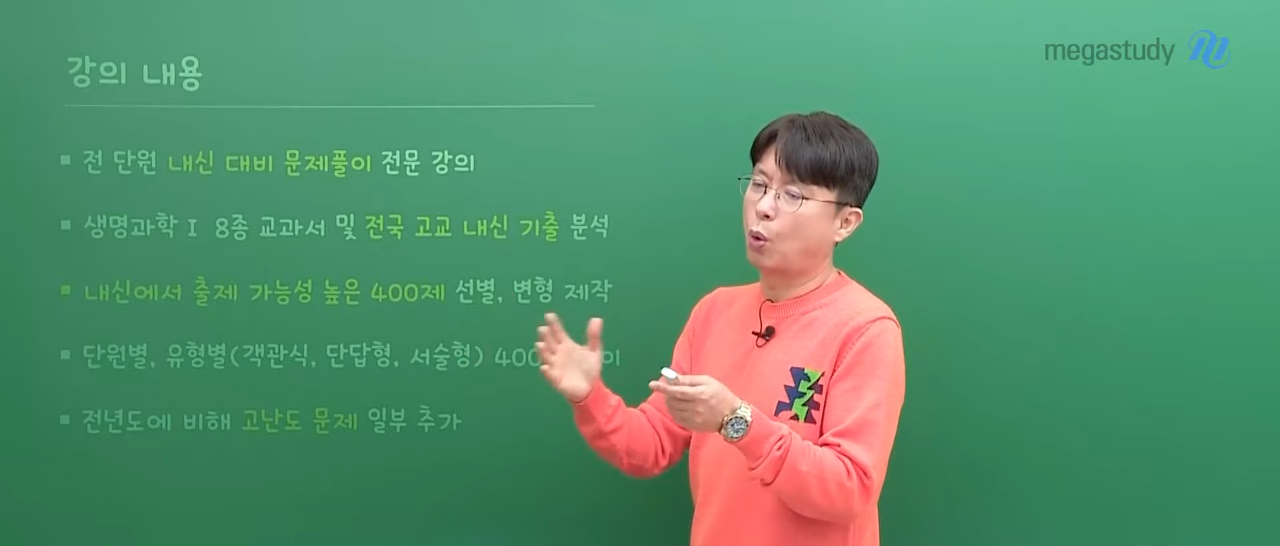 megastudy
강의 내용
▪ 전 단원 내신 대비 문제풀이 전문 강의
▪ 생명과학Ⅰ 8종 교과서 및 전국 고교 내신 기출 분석
▪ 내신에서 출제 가능성 높은 400제 선별, 변형 제작
▪ 단원별, 유형별(객관식, 단답형, 서술형)
▪ 전년도에 비해 고난도 문제 일부 추가